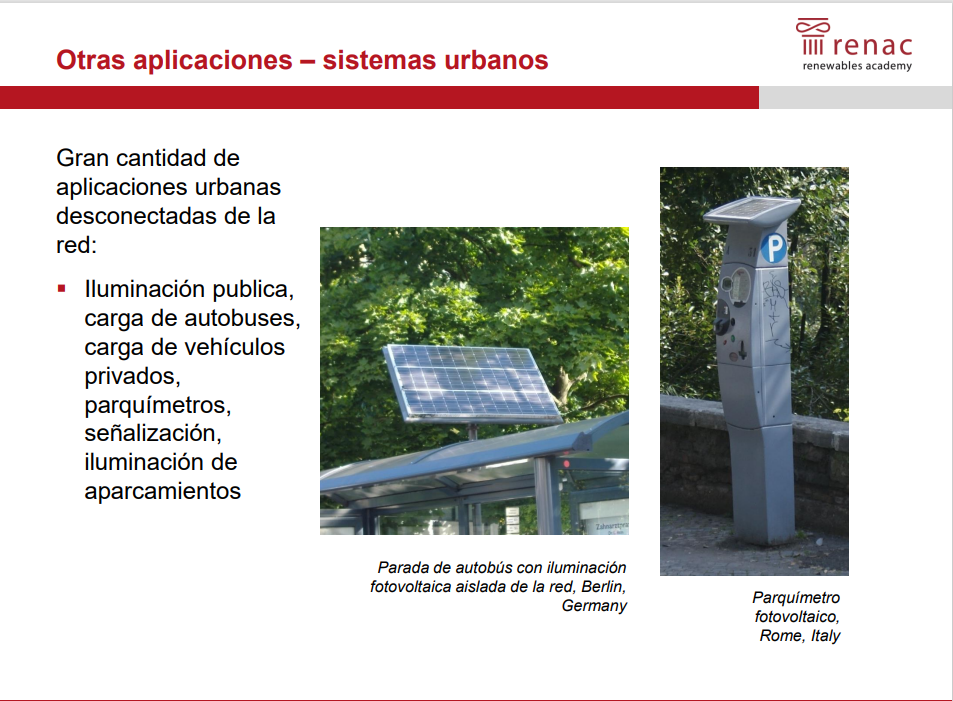 Otras aplicaciones – sistemas urbanos
renac
renewables academy
Gran cantidad de
aplicaciones urbanas
desconectadas de la
red:
Iluminación publica,
carga de autobuses,
carga de vehículos
privados,
parquímetros,
señalización,
iluminación de
aparcamientos
P
Parada de autobús con iluminación
fotovoltaica aislada de la red, Berlin,
Germany
Parquímetro
fotovoltaico,
Rome, Italy